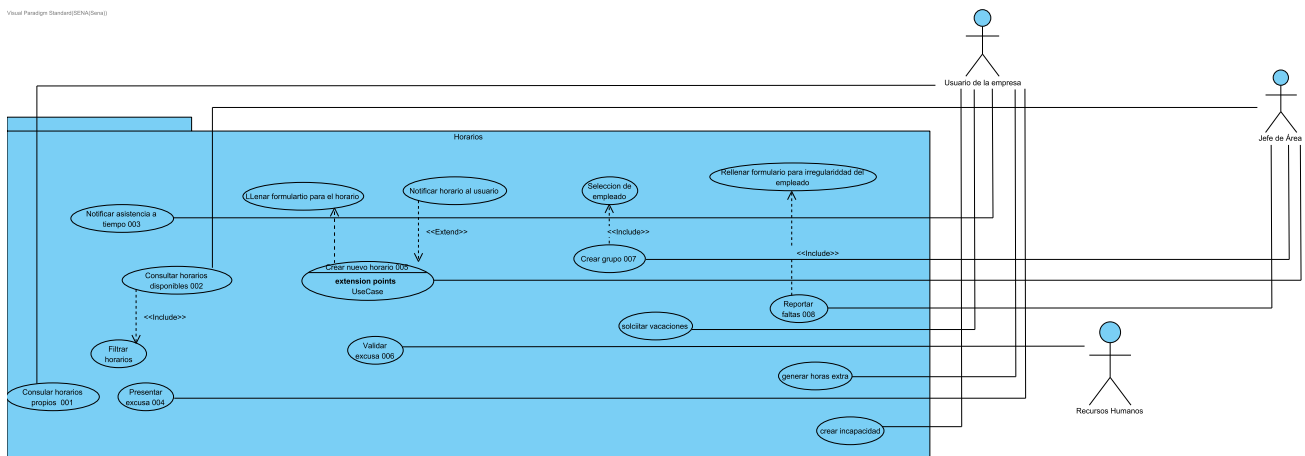 Visual Paradigm Standard(SENA(Sena))
Usuario de la empresa
Jefe de Área
Horarios
Rellenar formulario para irregulariddad del
empleado
LLenar formulartio para el horario
Notificar horario al usuario
Seleccion de
empleado
Notificar asistencia a
tiempo 003
<<Extend>>
<<Include>>
<<Include>>
Crear grupo 007
Crear nuevo horario 005
extension points
UseCase
Consultar horarios
disponibles 002
<<Include>>
Reportar
faltas 008
solciitar vacaciones
Filtrar
horarios
Validar
excusa 006
generar horas extra
Consular horarios
propios 001
Presentar
excusa 004
Recursos Humanos
crear incapacidad